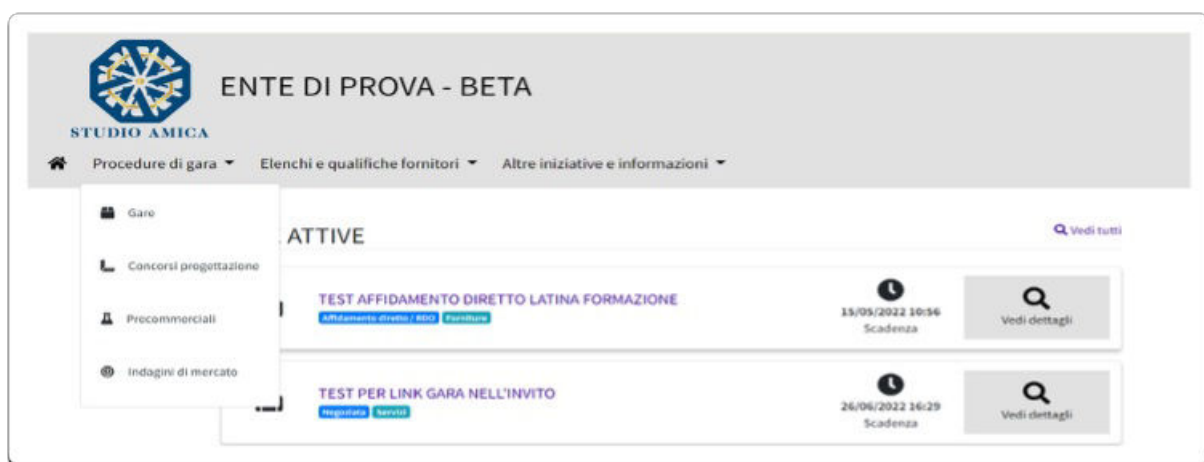 ENTE DI PROVA - BETA
STUDIO AMICA
Procedure di gara Elenchi e qualifiche fornitori Altre iniziative e informazioni
Gare
Concorsi progettazione
Precommerciali
Indagini di mercato
ATTIVE
Vedi tutti
TEST AFFIDAMENTO DIRETTO LATINA FORMAZIONE
Affidamento diretto / RDO Forniture
15/05/2022 10:56
Scadenza
Vedi dettagli
TEST PER LINK GARA NELL'INVITO
Negoziata Servizi
26/06/2022 16:29
Scadenza
Vedi dettagli